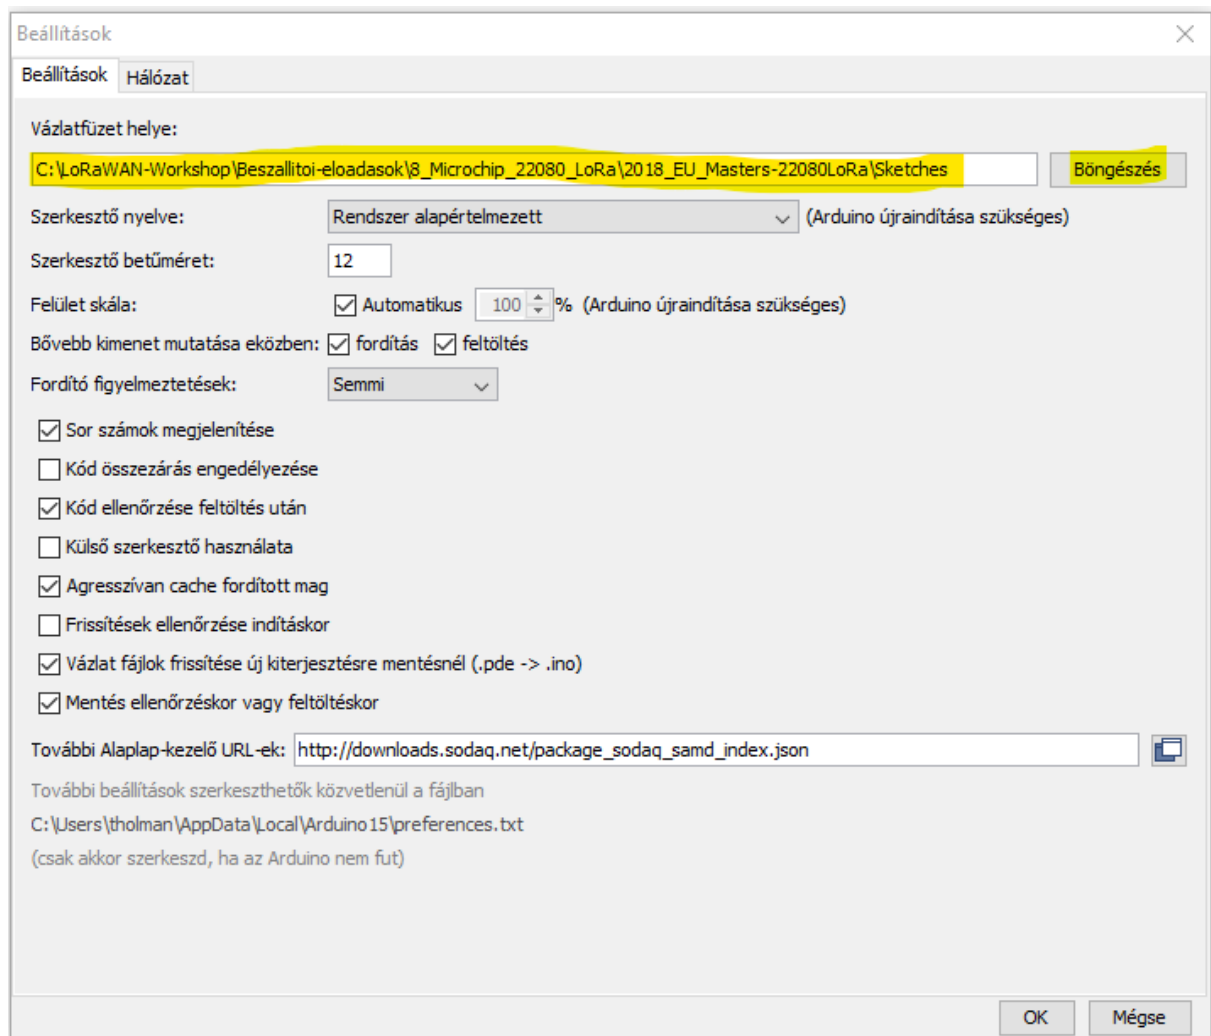 Beállítások
Beállítások Hálózat
Vázlatfüzet helye:
C:\LoRaWAN-Workshop\Beszallitoi-eloadasok\8_Microchip_22080_LoRa\2018_EU_Masters-22080LoRa\Sketches Böngészés
Szerkesztő nyelve: Rendszer alapértelmezett (Arduino újraindítása szükséges)
Szerkesztő betűméret: 12
Felület skála: Automatikus 100 % (Arduino újraindítása szükséges)
Bővebb kimenet mutatása eközben: fordítás feltöltés
Fordító figyelmeztetések: Semmi
Sor számok megjelenítése
Kód összezárás engedélyezése
Kód ellenőrzése feltöltés után
Külső szerkesztő használata
Agresszívan cache fordított mag
Frissítések ellenőrzése indításkor
Vázlat fájlok frissítése új kiterjesztésre mentésnél (.pde -> .ino)
Mentés ellenőrzéskor vagy feltöltéskor
További Alaplap-kezelő URL-ek: http://downloads.sodaq.net/package_sodaq_samd_index.json
További beállítások szerkeszthetők közvetlenül a fájlban
C:\Users\tholman\AppData\Local\Arduino15\preferences.txt
(csak akkor szerkeszd, ha az Arduino nem fut)
OK Mégse